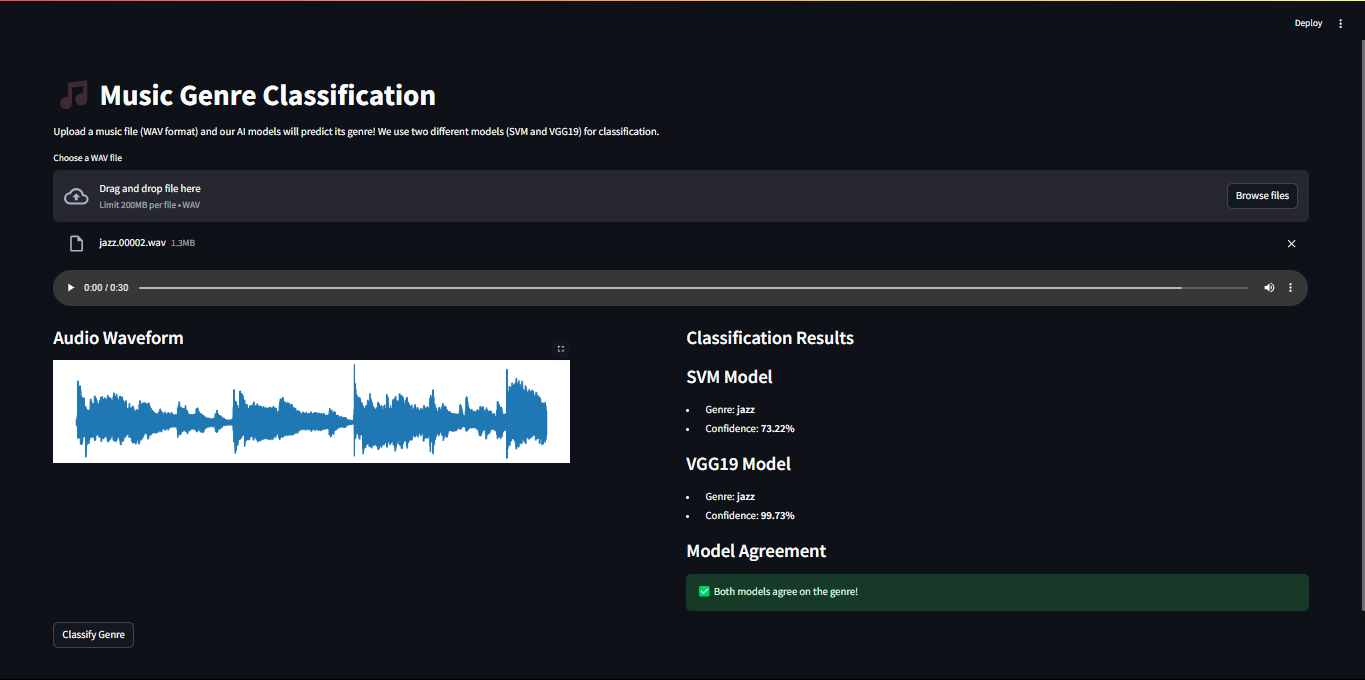 Deploy
Music Genre Classification
Upload a music file (WAV format) and our AI models will predict its genre! We use two different models (SVM and VGG19) for classification.
Choose a WAV file
Drag and drop file here
Limit 200MB per file • WAV
Browse files
jazz.00002.wav 1.3MB
0:00 / 0:30
Audio Waveform
Classification Results
SVM Model
• Genre: jazz
• Confidence: 73.22%
VGG19 Model
• Genre: jazz
• Confidence: 99.73%
Model Agreement
✅ Both models agree on the genre!
Classify Genre